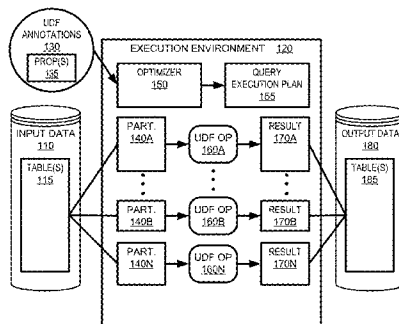 UDF
ANNOTATIONS
130
PROP(S)
135
EXECUTION ENVIRONMENT 120
OPTIMIZER
150
QUERY
EXECUTION PLAN
155
INPUT DATA
110
TABLE(S)
115
PART.
140A
UDF OP
160A
RESULT
170A
PART.
140B
UDF OP
160B
RESULT
170B
PART.
140N
UDF OP
160N
RESULT
170N
OUTPUT DATA
180
TABLE(S)
185